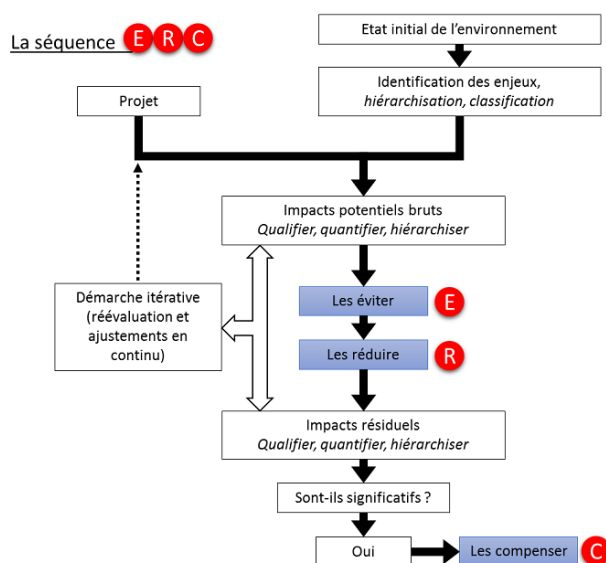 La séquence E R C
Etat initial de l'environnement
Identification des enjeux,
hiérarchisation, classification
Projet
Impacts potentiels bruts
Qualifier, quantifier, hiérarchiser
Démarche itérative
(réévaluation et
ajustements en
continu)
Les éviter
E
Les réduire
R
Impacts résiduels
Qualifier, quantifier, hiérarchiser
Sont-ils significatifs ?
Oui
Les compenser
C